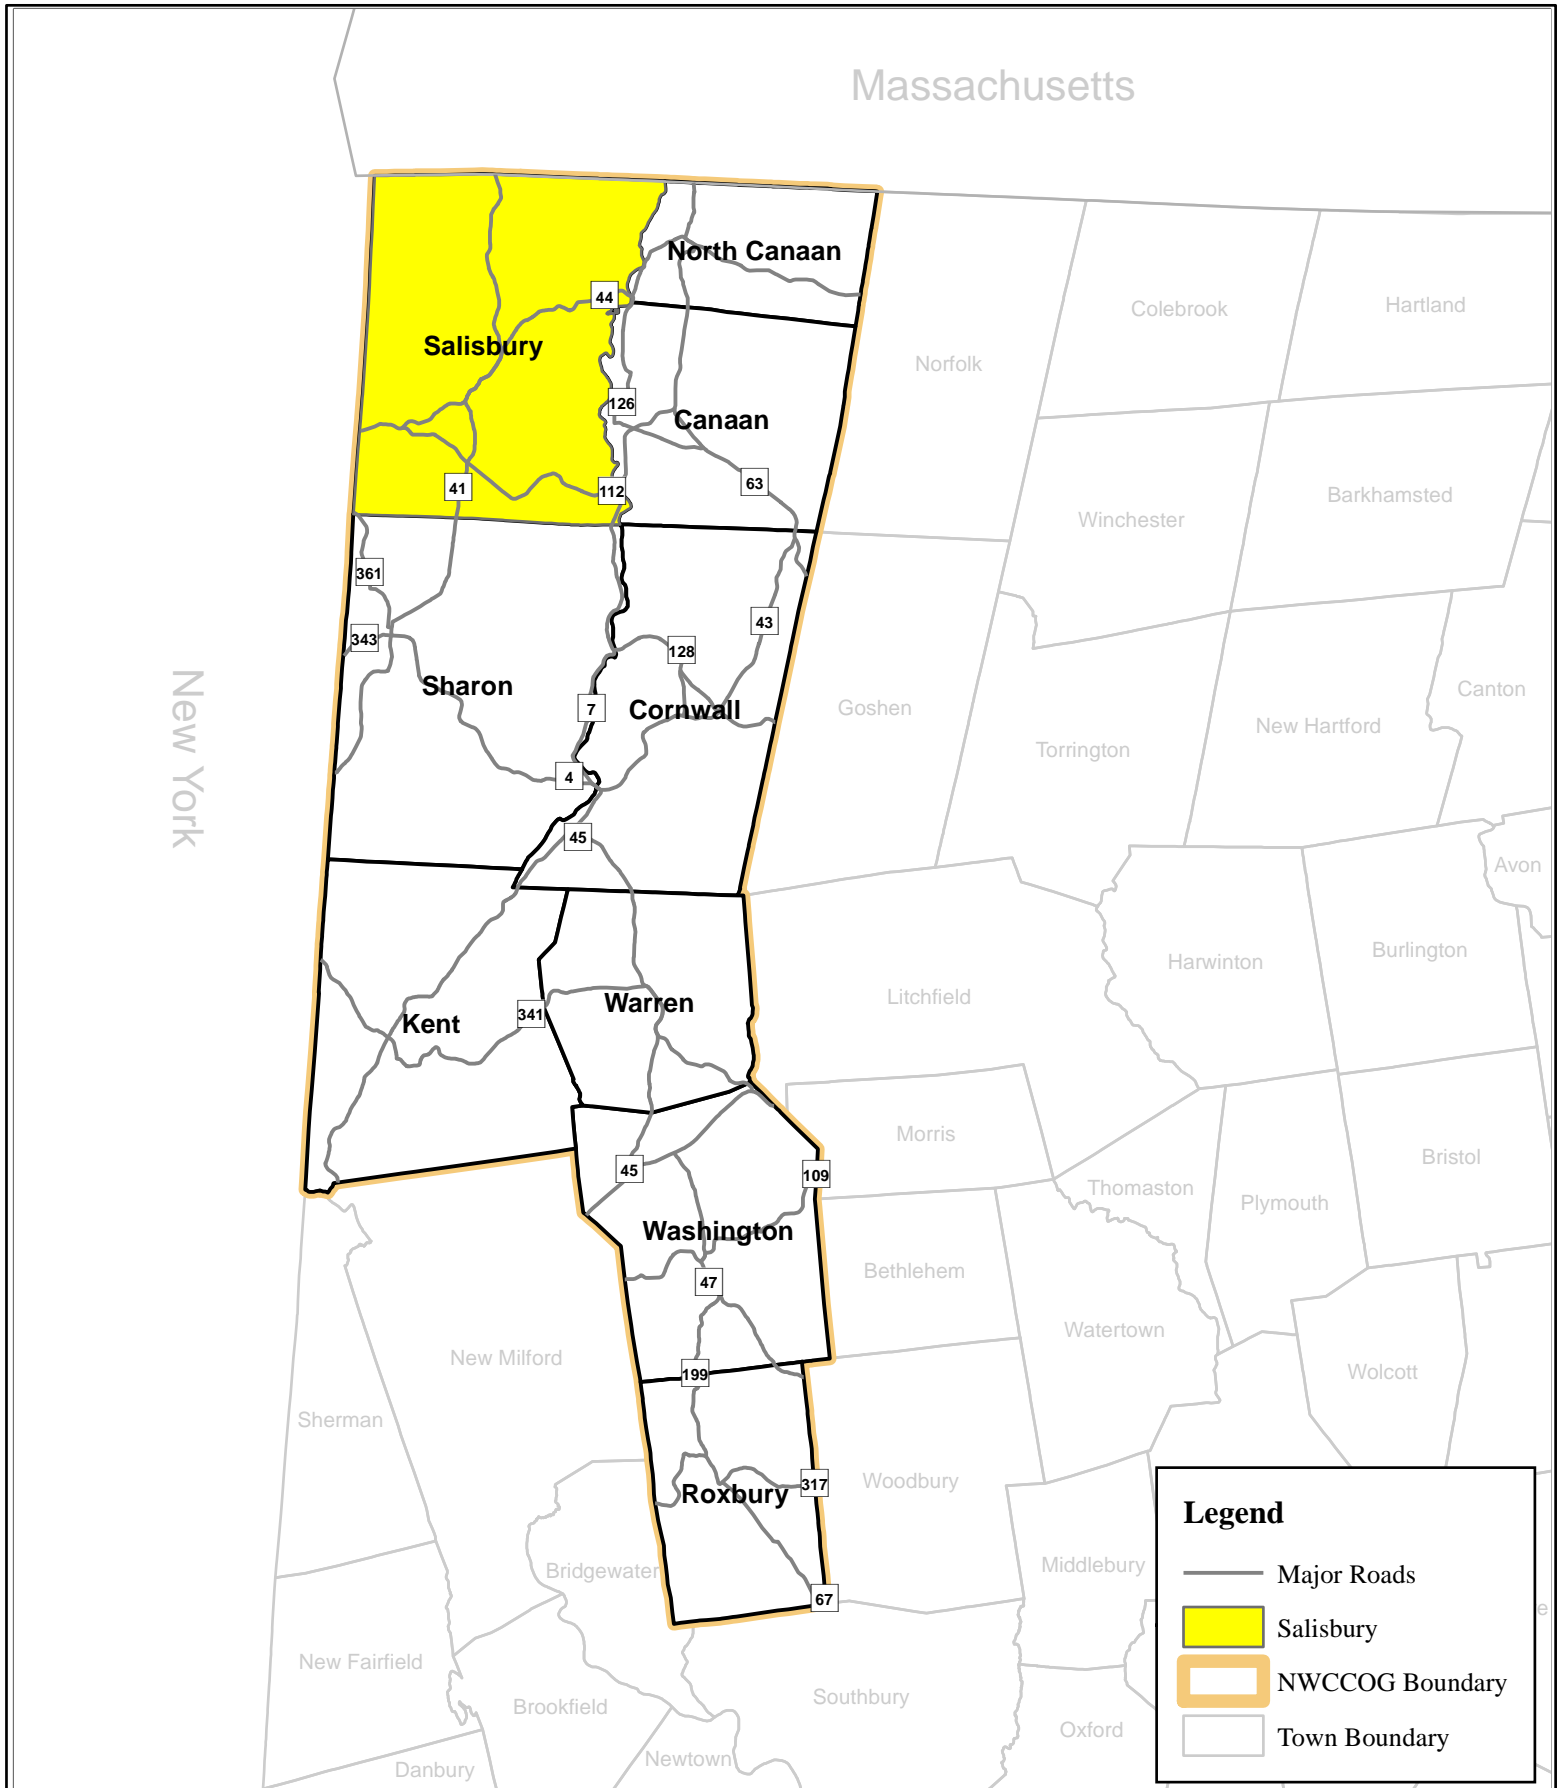 Massachusetts
North Canaan
44
Colebrook
Hartland
Salisbury
Norfolk
126
Canaan
41
112
63
Barkhamsted
Winchester
361
343
43
128
New York
Sharon
7
Cornwall
Goshen
Canton
New Hartford
Torrington
4
45
Avon
Harwinton
Burlington
Litchfield
Warren
341
Kent
Morris
45
109
Bristol
Thomaston
Plymouth
Washington
Bethlehem
47
Watertown
New Milford
199
Wolcott
Sherman
Woodbury
317
Roxbury
Bridgewater
Middlebury
67
New Fairfield
Brookfield
Southbury
Oxford
Newtown
Danbury
Legend
Major Roads
Salisbury
NWCCOG Boundary
Town Boundary
e